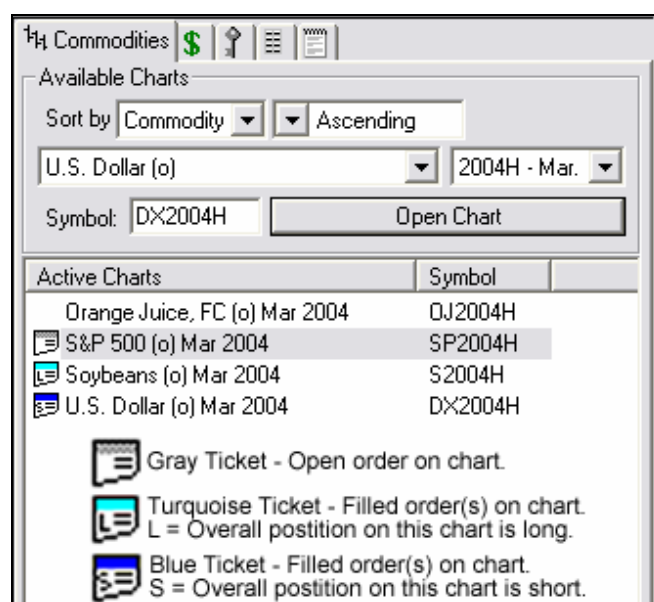 Commodities $
Available Charts
Sort by Commodity Ascending
U.S. Dollar (o) 2004H - Mar.
Symbol: DX2004H Open Chart
Active Charts Symbol
Orange Juice, FC (o) Mar 2004 OJ2004H
S&P 500 (o) Mar 2004 SP2004H
L Soybeans (o) Mar 2004 S2004H
S U.S. Dollar (o) Mar 2004 DX2004H
Gray Ticket - Open order on chart.
Turquoise Ticket - Filled order(s) on chart.
L L = Overall postition on this chart is long.
Blue Ticket - Filled order(s) on chart.
S S = Overall postition on this chart is short.